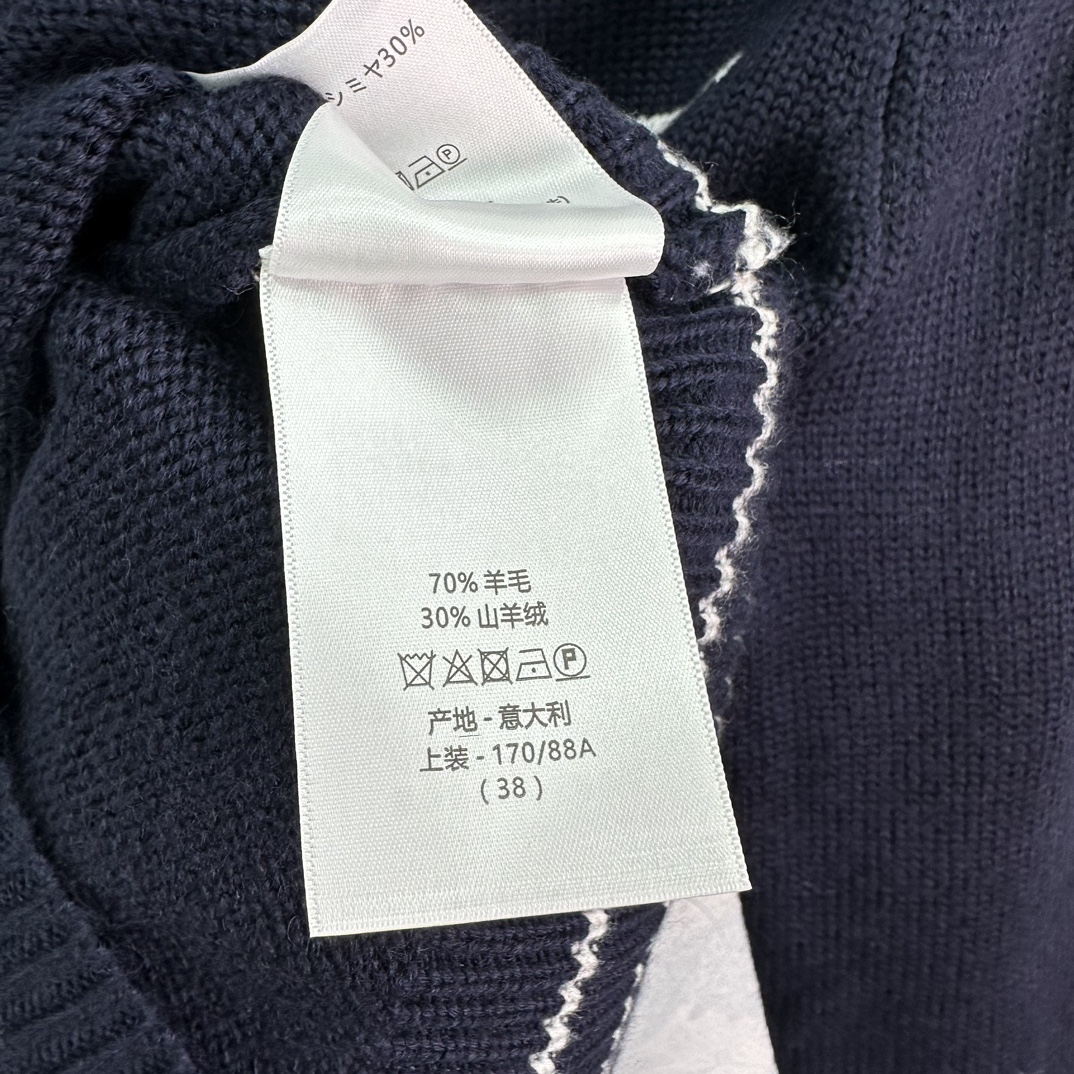 シミヤ30%
70% 羊毛
30% 山羊绒
产地 - 意大利
上装 - 170/88A
( 38 )